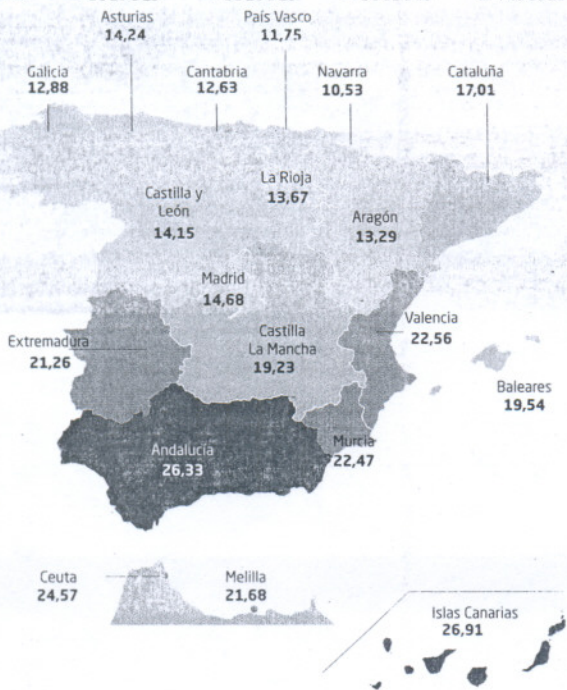 Asturias
14,24
País Vasco
11,75
Galicia
12,88
Cantabria
12,63
Navarra
10,53
Cataluña
17,01
La Rioja
13,67
Castilla y
León
14,15
Aragón
13,29
Madrid
14,68
Extremadura
21,26
Castilla
La Mancha
19,23
Valencia
22,56
Baleares
19,54
Andalucía
26,33
Murcia
22,47
Ceuta
24,57
Melilla
21,68
Islas Canarias
26,91